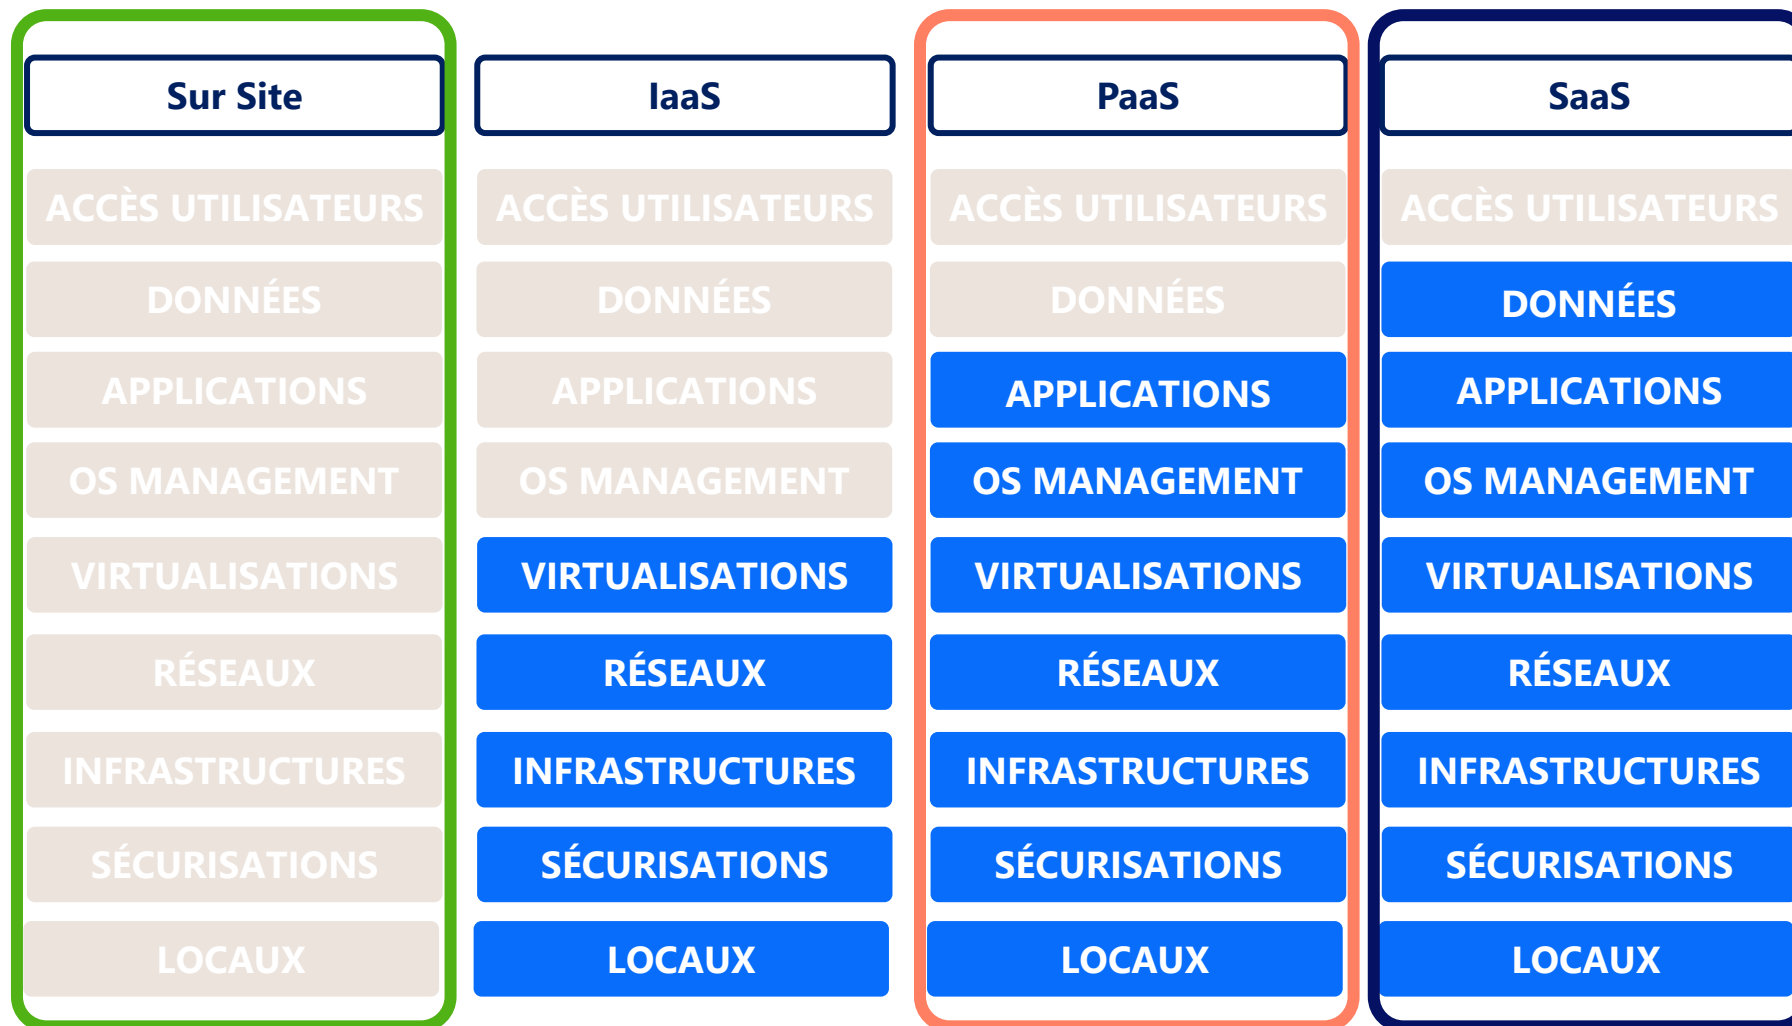 Sur Site
IaaS
PaaS
SaaS
ACCÈS UTILISATEURS
ACCÈS UTILISATEURS
ACCÈS UTILISATEURS
ACCÈS UTILISATEURS
DONNÉES
DONNÉES
DONNÉES
DONNÉES
APPLICATIONS
APPLICATIONS
APPLICATIONS
APPLICATIONS
OS MANAGEMENT
OS MANAGEMENT
OS MANAGEMENT
OS MANAGEMENT
VIRTUALISATIONS
VIRTUALISATIONS
VIRTUALISATIONS
VIRTUALISATIONS
RÉSEAUX
RÉSEAUX
RÉSEAUX
RÉSEAUX
INFRASTRUCTURES
INFRASTRUCTURES
INFRASTRUCTURES
INFRASTRUCTURES
SÉCURISATIONS
SÉCURISATIONS
SÉCURISATIONS
SÉCURISATIONS
LOCAUX
LOCAUX
LOCAUX
LOCAUX